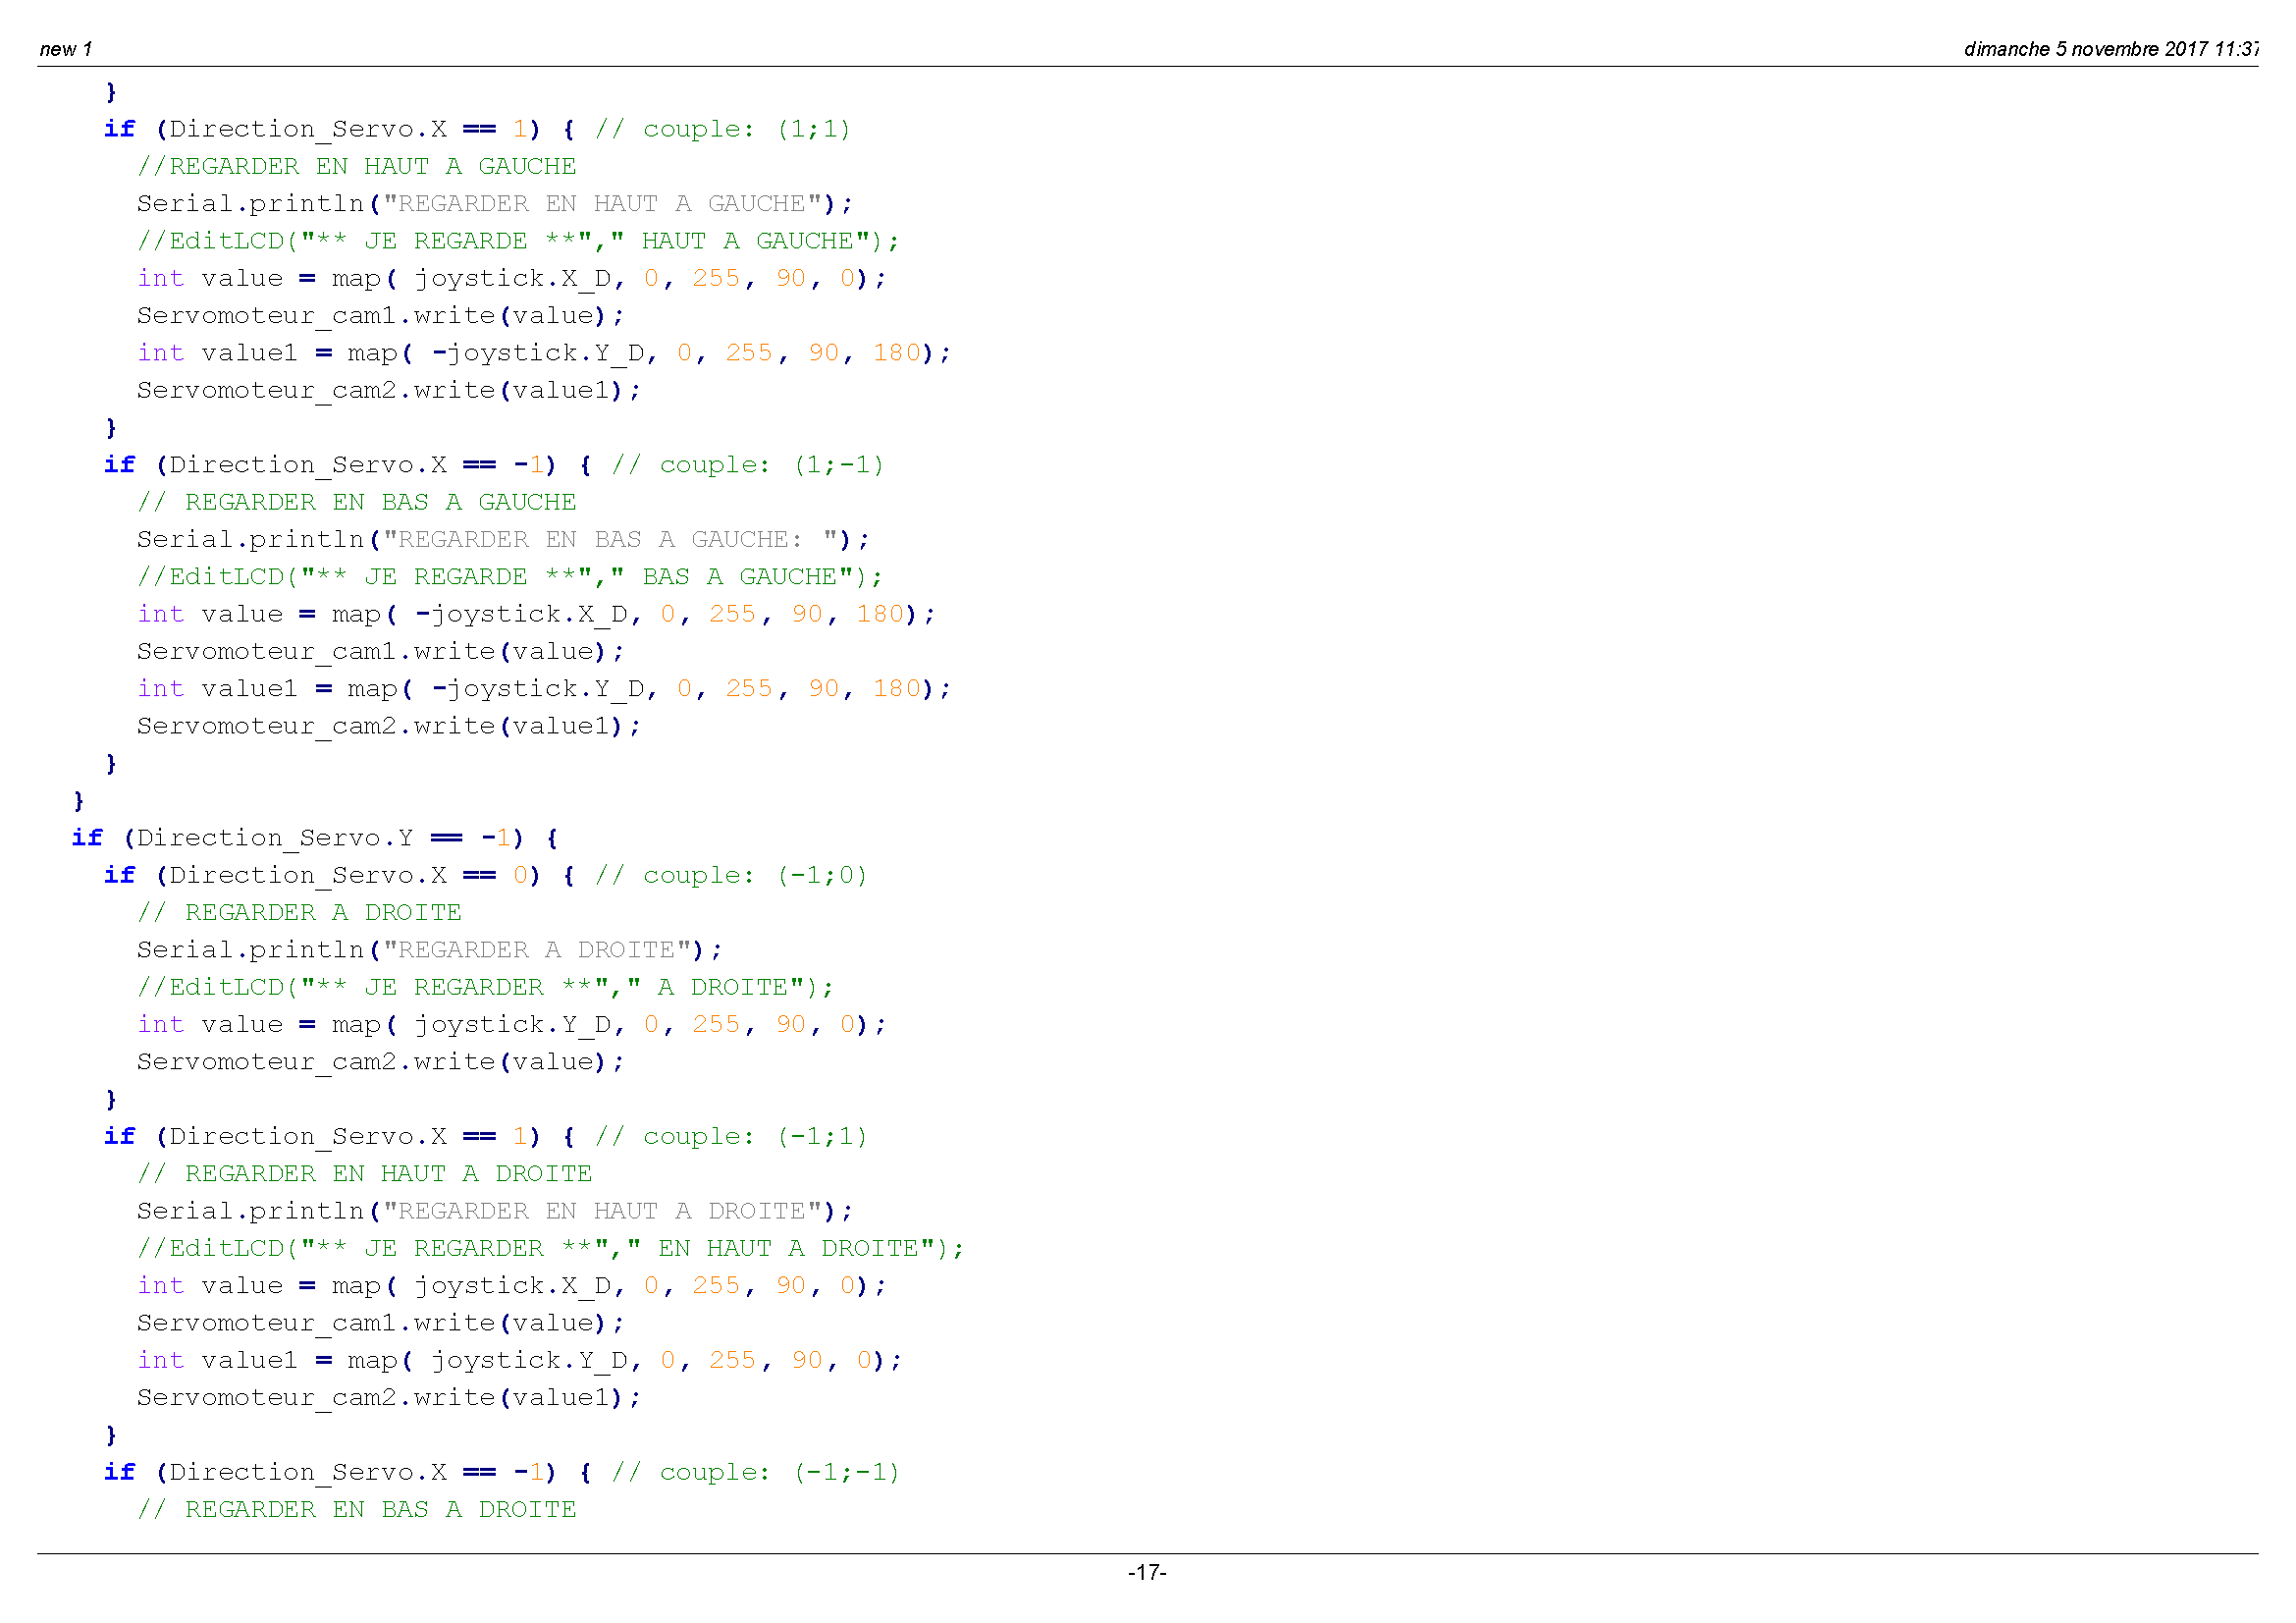 new 1
dimanche 5 novembre 2017 11:37
}
if (Direction_Servo.X == 1) { // couple: (1;1)
//REGARDER EN HAUT A GAUCHE
Serial.println("REGARDER EN HAUT A GAUCHE");
//EditLCD("** JE REGARDE **"," HAUT A GAUCHE");
int value = map( joystick.X_D, 0, 255, 90, 0);
Servomoteur_cam1.write(value);
int value1 = map( -joystick.Y_D, 0, 255, 90, 180);
Servomoteur_cam2.write(value1);
}
if (Direction_Servo.X == -1) { // couple: (1;-1)
// REGARDER EN BAS A GAUCHE
Serial.println("REGARDER EN BAS A GAUCHE: ");
//EditLCD("** JE REGARDE **"," BAS A GAUCHE");
int value = map( -joystick.X_D, 0, 255, 90, 180);
Servomoteur_cam1.write(value);
int value1 = map( -joystick.Y_D, 0, 255, 90, 180);
Servomoteur_cam2.write(value1);
}
}
if (Direction_Servo.Y == -1) {
if (Direction_Servo.X == 0) { // couple: (-1;0)
// REGARDER A DROITE
Serial.println("REGARDER A DROITE");
//EditLCD("** JE REGARDER **"," A DROITE");
int value = map( joystick.Y_D, 0, 255, 90, 0);
Servomoteur_cam2.write(value);
}
if (Direction_Servo.X == 1) { // couple: (-1;1)
// REGARDER EN HAUT A DROITE
Serial.println("REGARDER EN HAUT A DROITE");
//EditLCD("** JE REGARDER **"," EN HAUT A DROITE");
int value = map( joystick.X_D, 0, 255, 90, 0);
Servomoteur_cam1.write(value);
int value1 = map( joystick.Y_D, 0, 255, 90, 0);
Servomoteur_cam2.write(value1);
}
if (Direction_Servo.X == -1) { // couple: (-1;-1)
// REGARDER EN BAS A DROITE
-17-